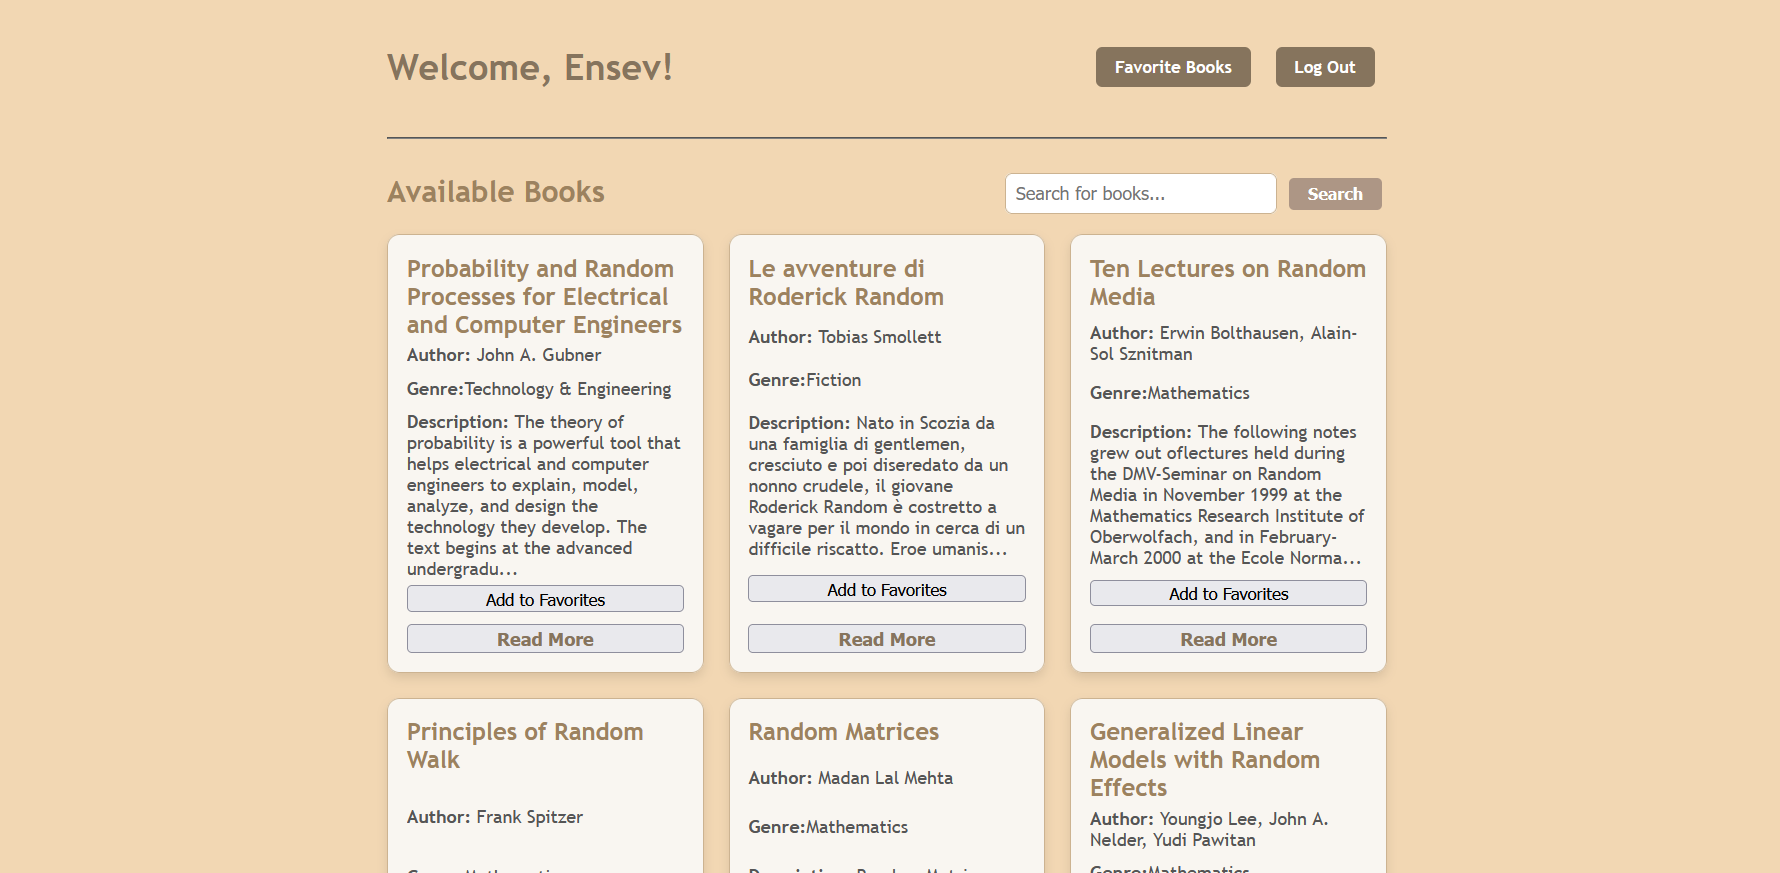 Welcome, Ensev!
Favorite Books
Log Out
Available Books
Search for books...
Search
Probability and Random
Processes for Electrical
and Computer Engineers
Author: John A. Gubner
Genre:Technology & Engineering
Description: The theory of
probability is a powerful tool that
helps electrical and computer
engineers to explain, model,
analyze, and design the
technology they develop. The
text begins at the advanced
undergradu...
Add to Favorites
Read More
Le avventure di
Roderick Random
Author: Tobias Smollett
Genre:Fiction
Description: Nato in Scozia da
una famiglia di gentlemen,
cresciuto e poi diseredato da un
nonno crudele, il giovane
Roderick Random è costretto a
vagare per il mondo in cerca di un
difficile riscatto. Eroe umanis...
Add to Favorites
Read More
Ten Lectures on Random
Media
Author: Erwin Bolthausen, Alain-
Sol Sznitman
Genre:Mathematics
Description: The following notes
grew out oflectures held during
the DMV-Seminar on Random
Media in November 1999 at the
Mathematics Research Institute of
Oberwolfach, and in February-
March 2000 at the Ecole Norma...
Add to Favorites
Read More
Principles of Random
Walk
Author: Frank Spitzer
Genre:Mathematics
Random Matrices
Author: Madan Lal Mehta
Genre:Mathematics
Description: Random Matrices
Generalized Linear
Models with Random
Effects
Author: Youngjo Lee, John A.
Nelder, Yudi Pawitan
Genre:Mathematics